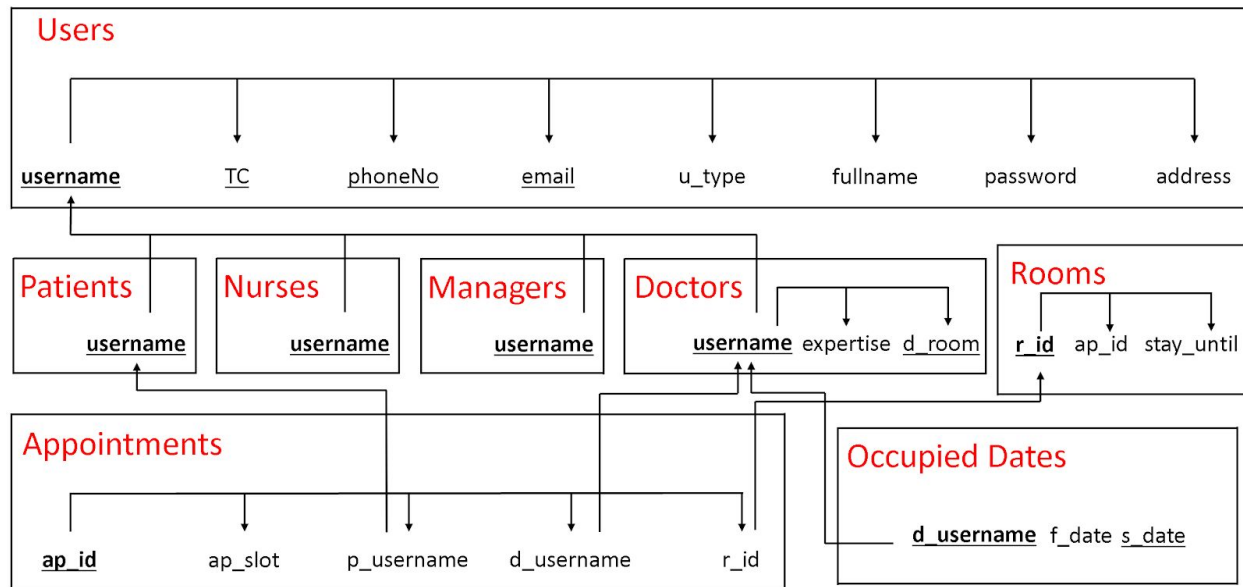 Users
username TC phoneNo email u_type fullname password address
Patients Nurses Managers Doctors Rooms
username username username username expertise d_room r_id ap_id stay_until
Appointments Occupied Dates
ap_id ap_slot p_username d_username r_id d_username f_date s_date